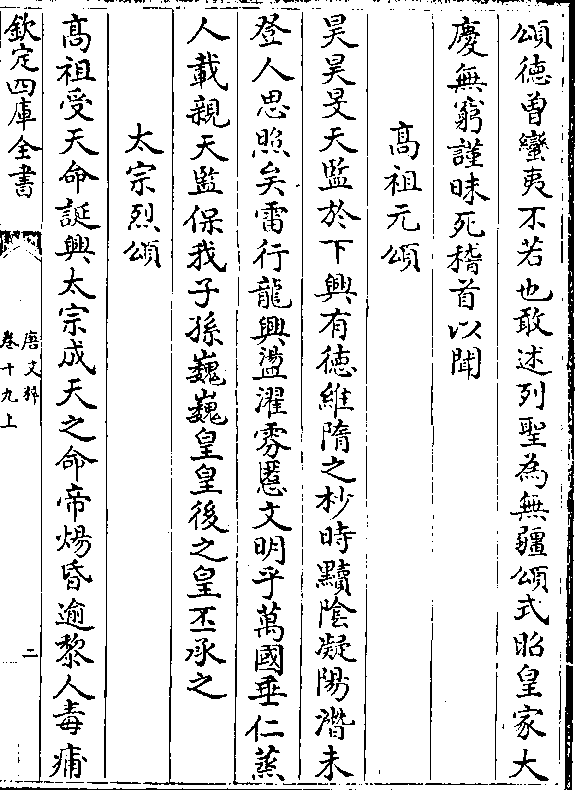 頌徳曽蠻夷不若也敢述列聖為無疆頌式昭皇家大
慶無窮謹昧死稽首以聞
髙祖元頌
昊昊旻天監於下興有徳維隋之杪時黷陰凝陽潛未
登人思照矣雷行龍興盪濯雰慝文明乎萬國垂仁蒸
人載親天監保我子孫巍巍皇皇後之皇丕承之
太宗烈頌
髙祖受天命誕興太宗成天之命帝煬昏逾黎人毒痡
欽定四庫全書
唐文粹
卷十九上
二